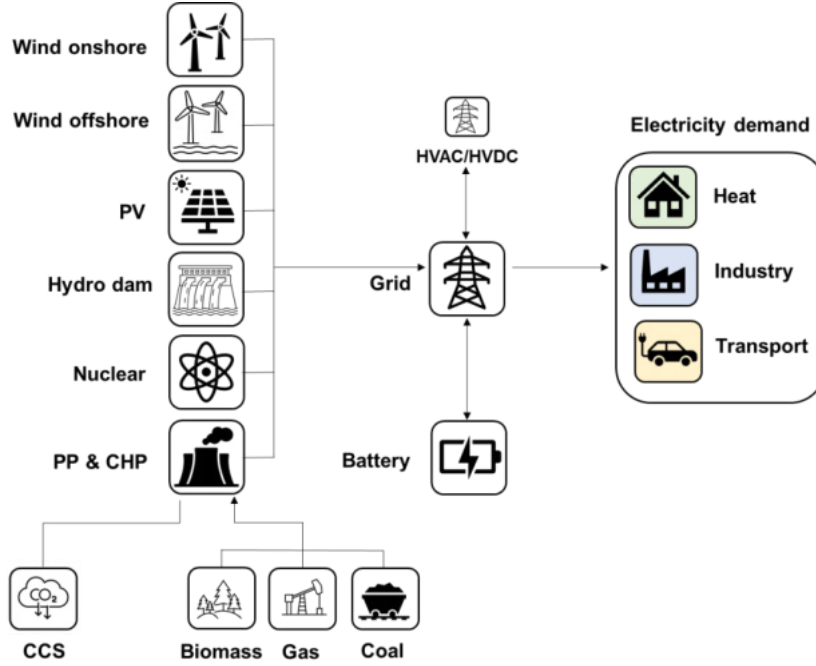 Wind onshore
Wind offshore
PV
Hydro dam
Nuclear
PP & CHP
HVAC/HVDC
Grid
Battery
Electricity demand
Heat
Industry
Transport
CO2
CCS
Biomass
Gas
Coal